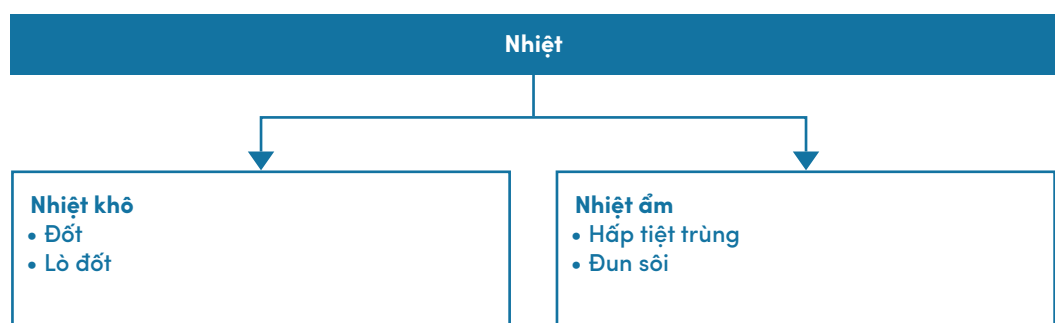 Nhiệt
Nhiệt khô
• Đốt
• Lò đốt
Nhiệt ẩm
• Hấp tiệt trùng
• Đun sôi